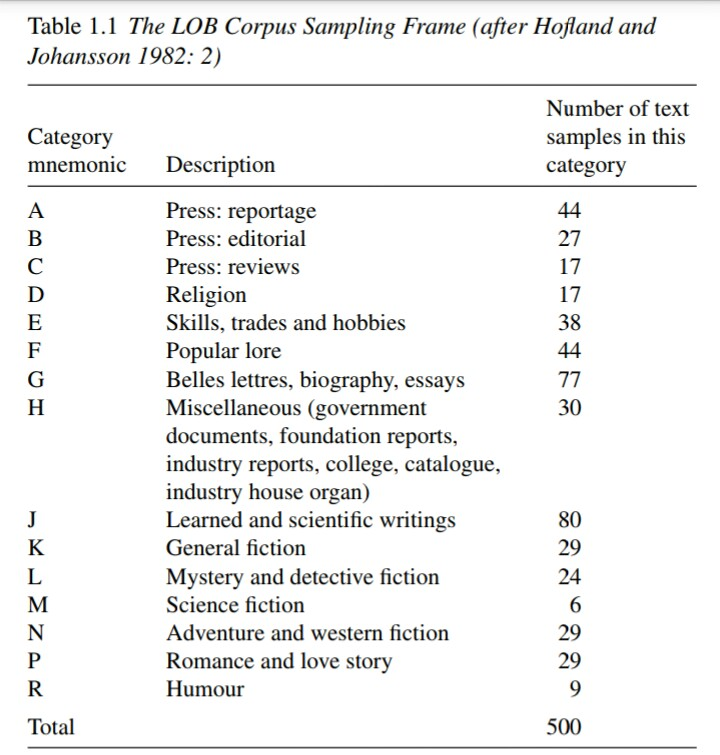 Table 1.1 The LOB Corpus Sampling Frame (after Hofland and
Johansson 1982: 2)
Number of text
Category samples in this
mnemonic Description category
A Press: reportage 44
B Press: editorial 27
C Press: reviews 17
D Religion 17
E Skills, trades and hobbies 38
F Popular lore 44
G Belles lettres, biography, essays 77
H Miscellaneous (government 30
documents, foundation reports,
industry reports, college, catalogue,
industry house organ)
J Learned and scientific writings 80
K General fiction 29
L Mystery and detective fiction 24
M Science fiction 6
N Adventure and western fiction 29
P Romance and love story 29
R Humour 9
Total 500